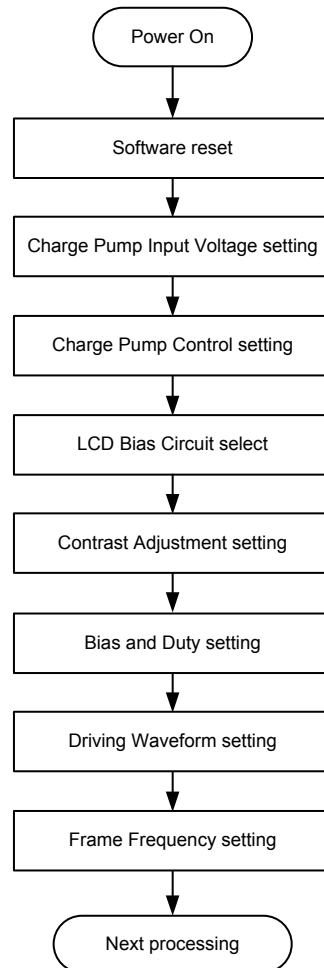 Power On
Software reset
Charge Pump Input Voltage setting
Charge Pump Control setting
LCD Bias Circuit select
Contrast Adjustment setting
Bias and Duty setting
Driving Waveform setting
Frame Frequency setting
Next processing